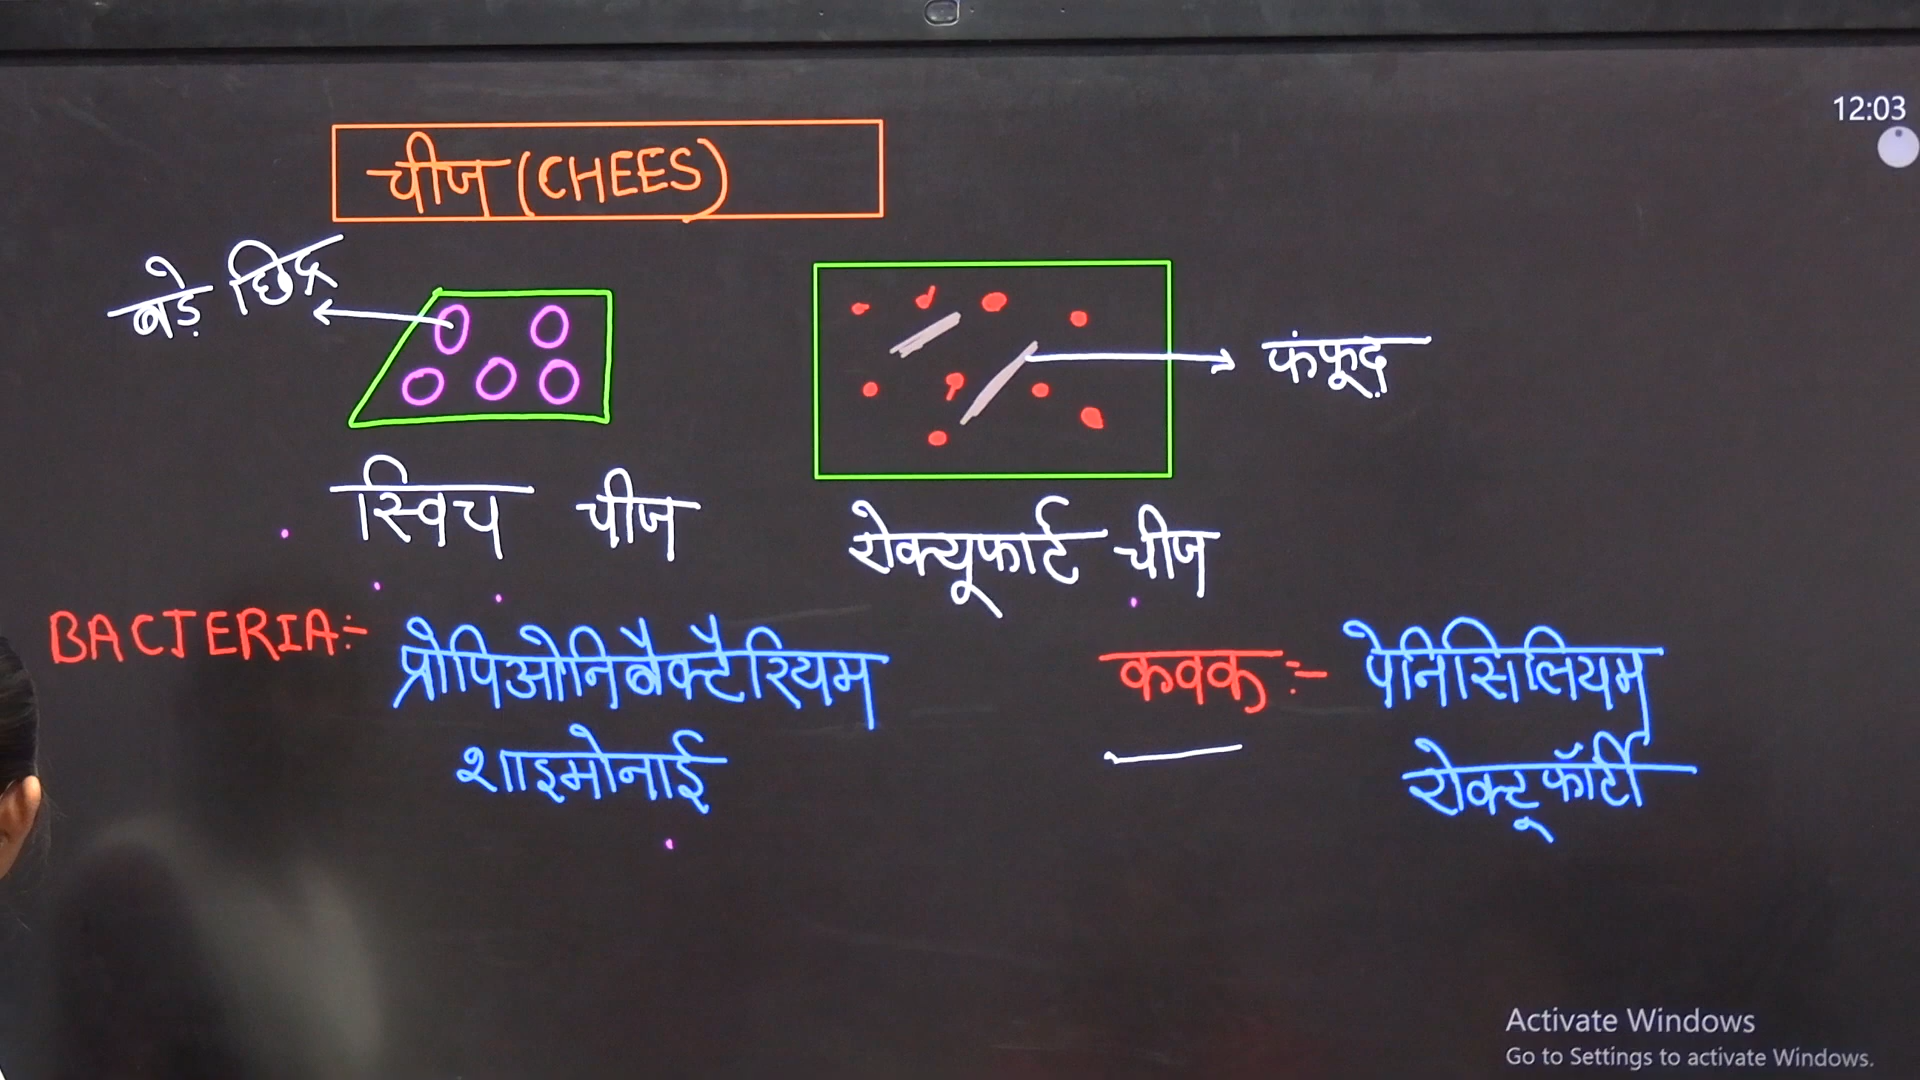 12:03
चीज (CHEES)
बड़े छिद्र
फंफूद
स्विच चीज
रोक्यूफार्ट चीज
BACTERIA:- प्रोपिओनिबैक्टैरियम
शाइमोनाई
कवक :- पेनिसिलियम
रोक्टूफॉर्टी
Activate Windows
Go to Settings to activate Windows.